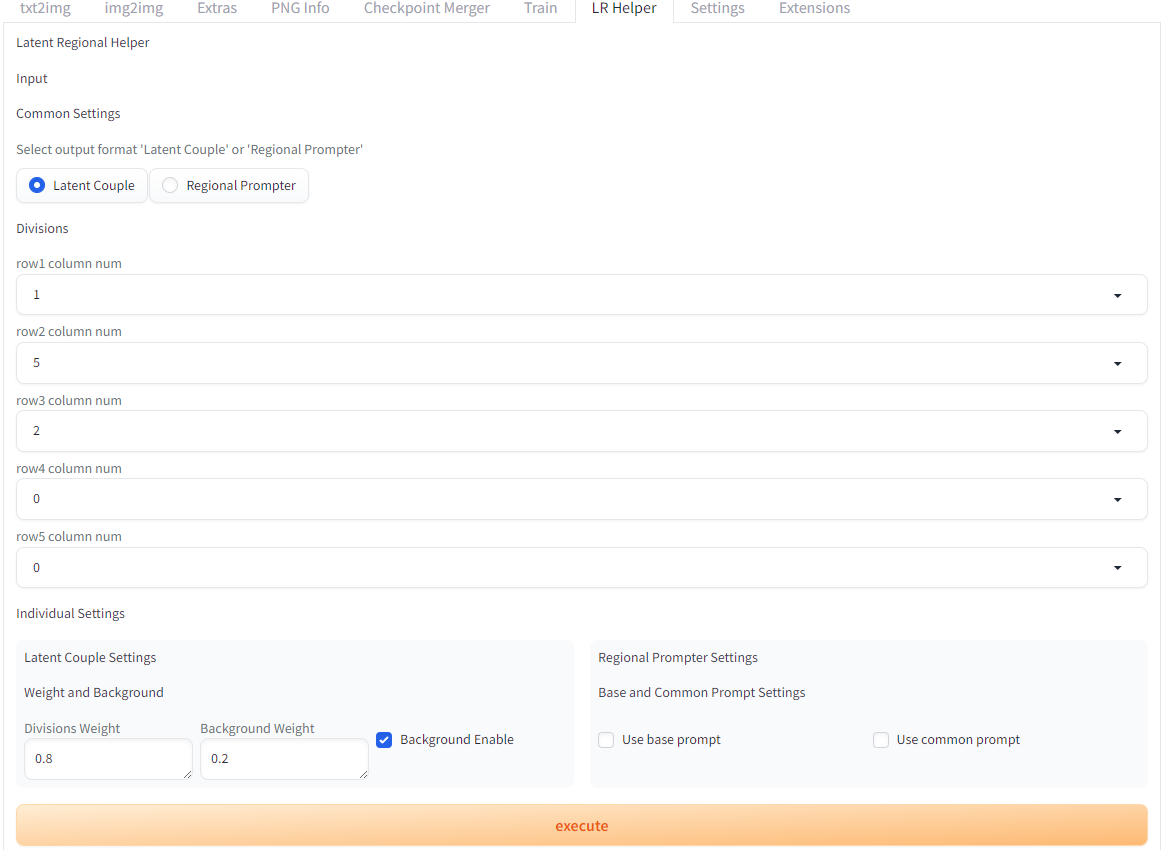 txt2img img2img Extras PNG Info Checkpoint Merger Train LR Helper Settings Extensions
Latent Regional Helper
Input
Common Settings
Select output format 'Latent Couple' or 'Regional Prompter'
Latent Couple Regional Prompter
Divisions
row1 column num
1
row2 column num
5
row3 column num
2
row4 column num
0
row5 column num
0
Individual Settings
Latent Couple Settings
Weight and Background
Divisions Weight Background Weight
0.8 0.2 Background Enable
Regional Prompter Settings
Base and Common Prompt Settings
Use base prompt Use common prompt
execute